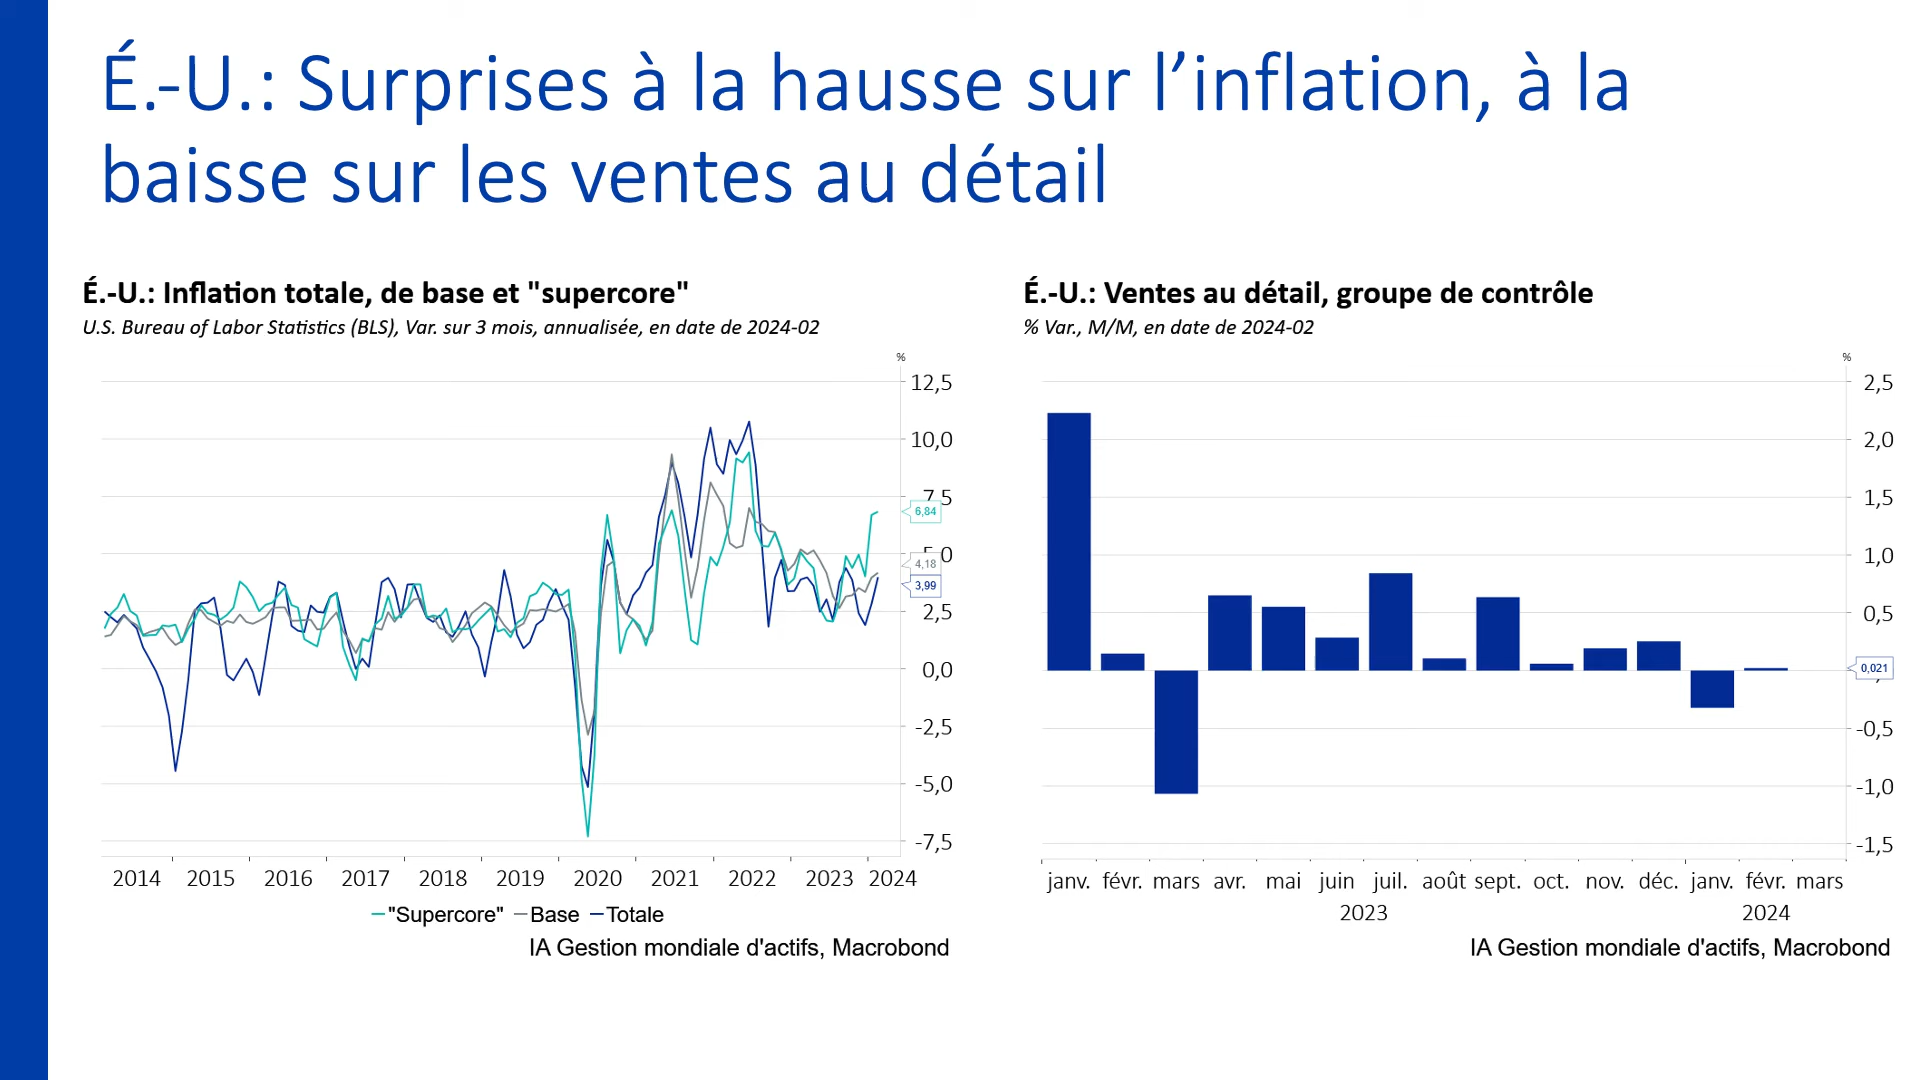 É.-U.: Surprises à la hausse sur l’inflation, à la
baisse sur les ventes au détail
É.-U.: Inflation totale, de base et "supercore"
U.S. Bureau of Labor Statistics (BLS), Var. sur 3 mois, annualisée, en date de 2024-02
%
12,5
10,0
7,5
6,84
5,0
4,18
3,99
2,5
0,0
-2,5
-5,0
-7,5
2014 2015 2016 2017 2018 2019 2020 2021 2022 2023 2024
"Supercore" Base Totale
IA Gestion mondiale d'actifs, Macrobond
É.-U.: Ventes au détail, groupe de contrôle
% Var., M/M, en date de 2024-02
%
2,5
2,0
1,5
1,0
0,5
0,021
-0,5
-1,0
-1,5
janv. févr. mars avr. mai juin juil. août sept. oct. nov. déc. janv. févr. mars
2023 2024
IA Gestion mondiale d'actifs, Macrobond